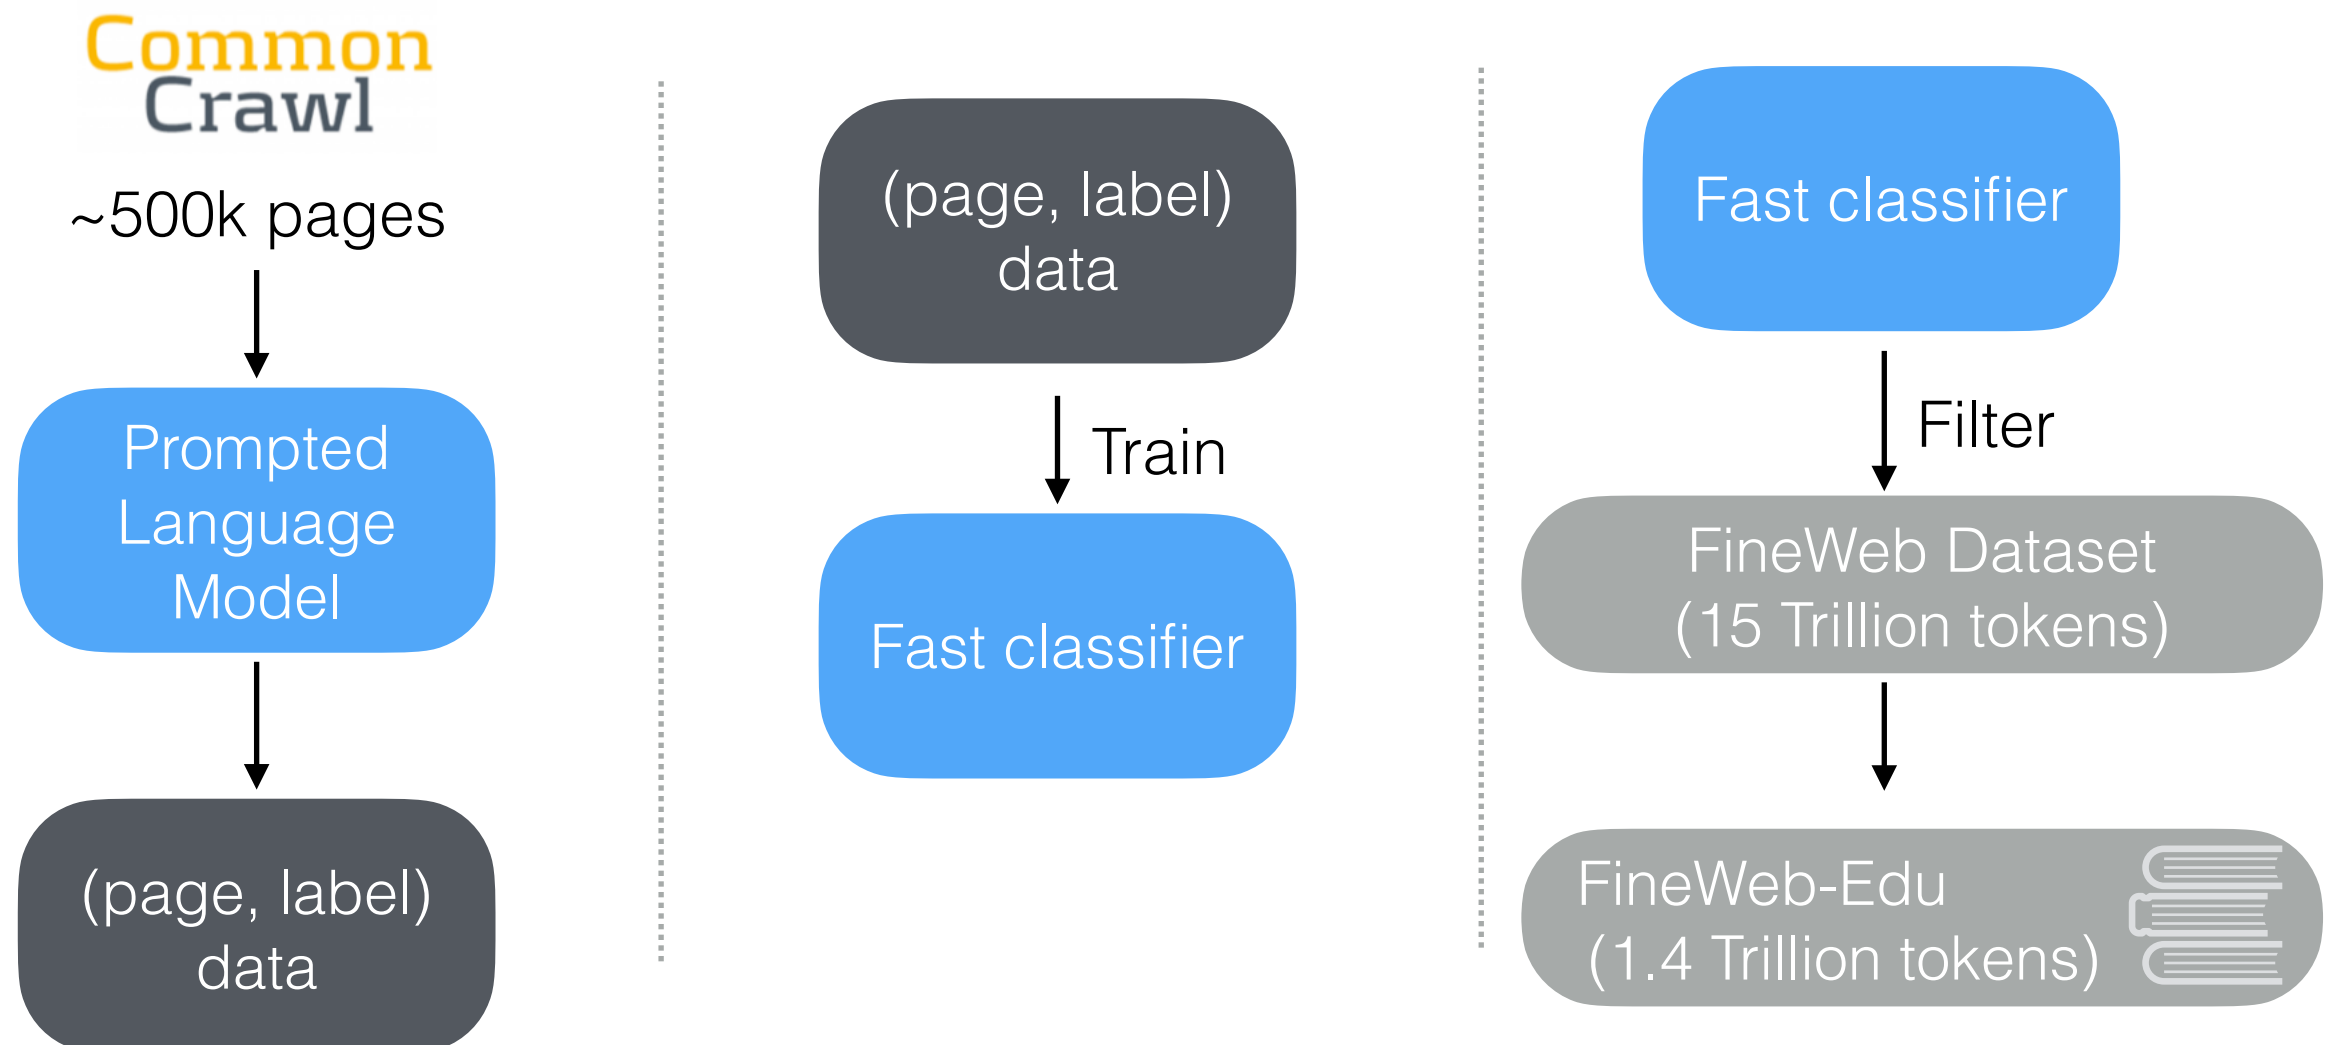 Common
Crawl
~500k pages
Prompted
Language
Model
(page, label)
data
(page, label)
data
Train
Fast classifier
Fast classifier
Filter
FineWeb Dataset
(15 Trillion tokens)
FineWeb-Edu
(1.4 Trillion tokens)